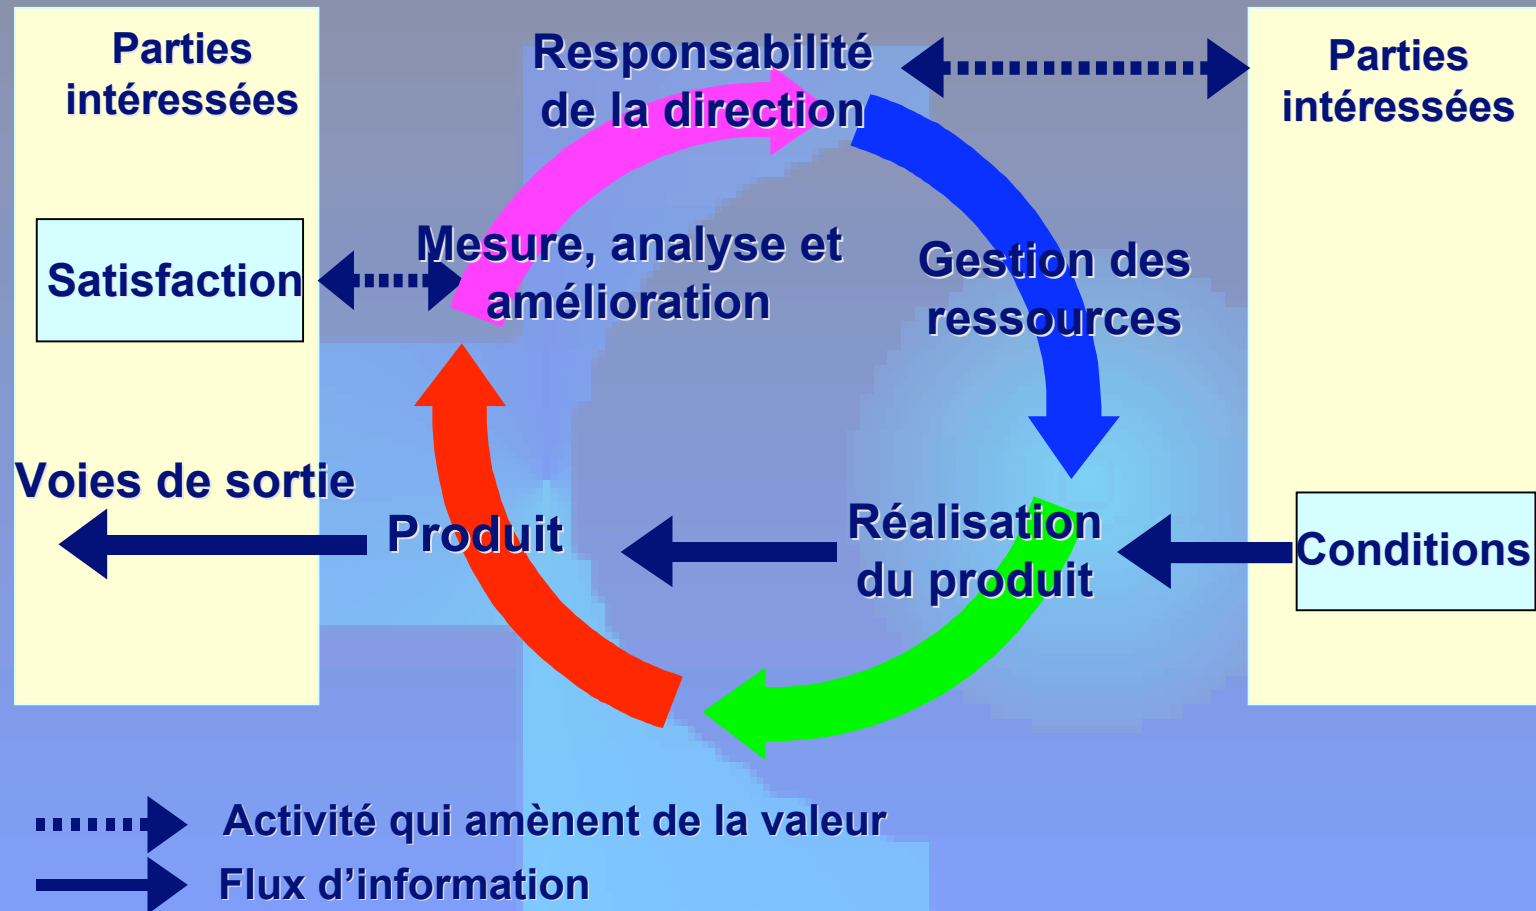 Parties
intéressées
Responsabilité
de la direction
Parties
intéressées
Satisfaction
Mesure, analyse et
amélioration
Gestion des
ressources
Voies de sortie
Produit
Réalisation
du produit
Conditions
Activité qui amènent de la valeur
Flux d’information